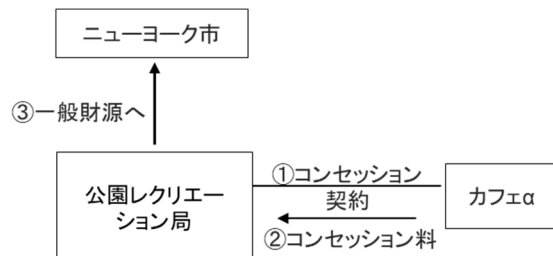 ニューヨーク市
③一般財源へ
公園レクリエー
ション局
①コンセッション
契約
②コンセッション料
カフェα